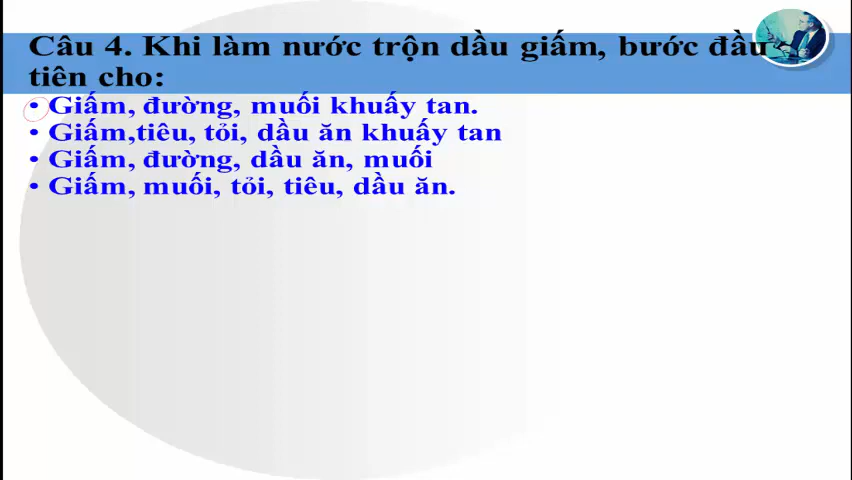 Câu 4. Khi làm nước trộn dầu giấm, bước đầu
tiên cho:
• Giấm, đường, muối khuấy tan.
• Giấm,tiêu, tỏi, dầu ăn khuấy tan
• Giấm, đường, dầu ăn, muối
• Giấm, muối, tỏi, tiêu, dầu ăn.